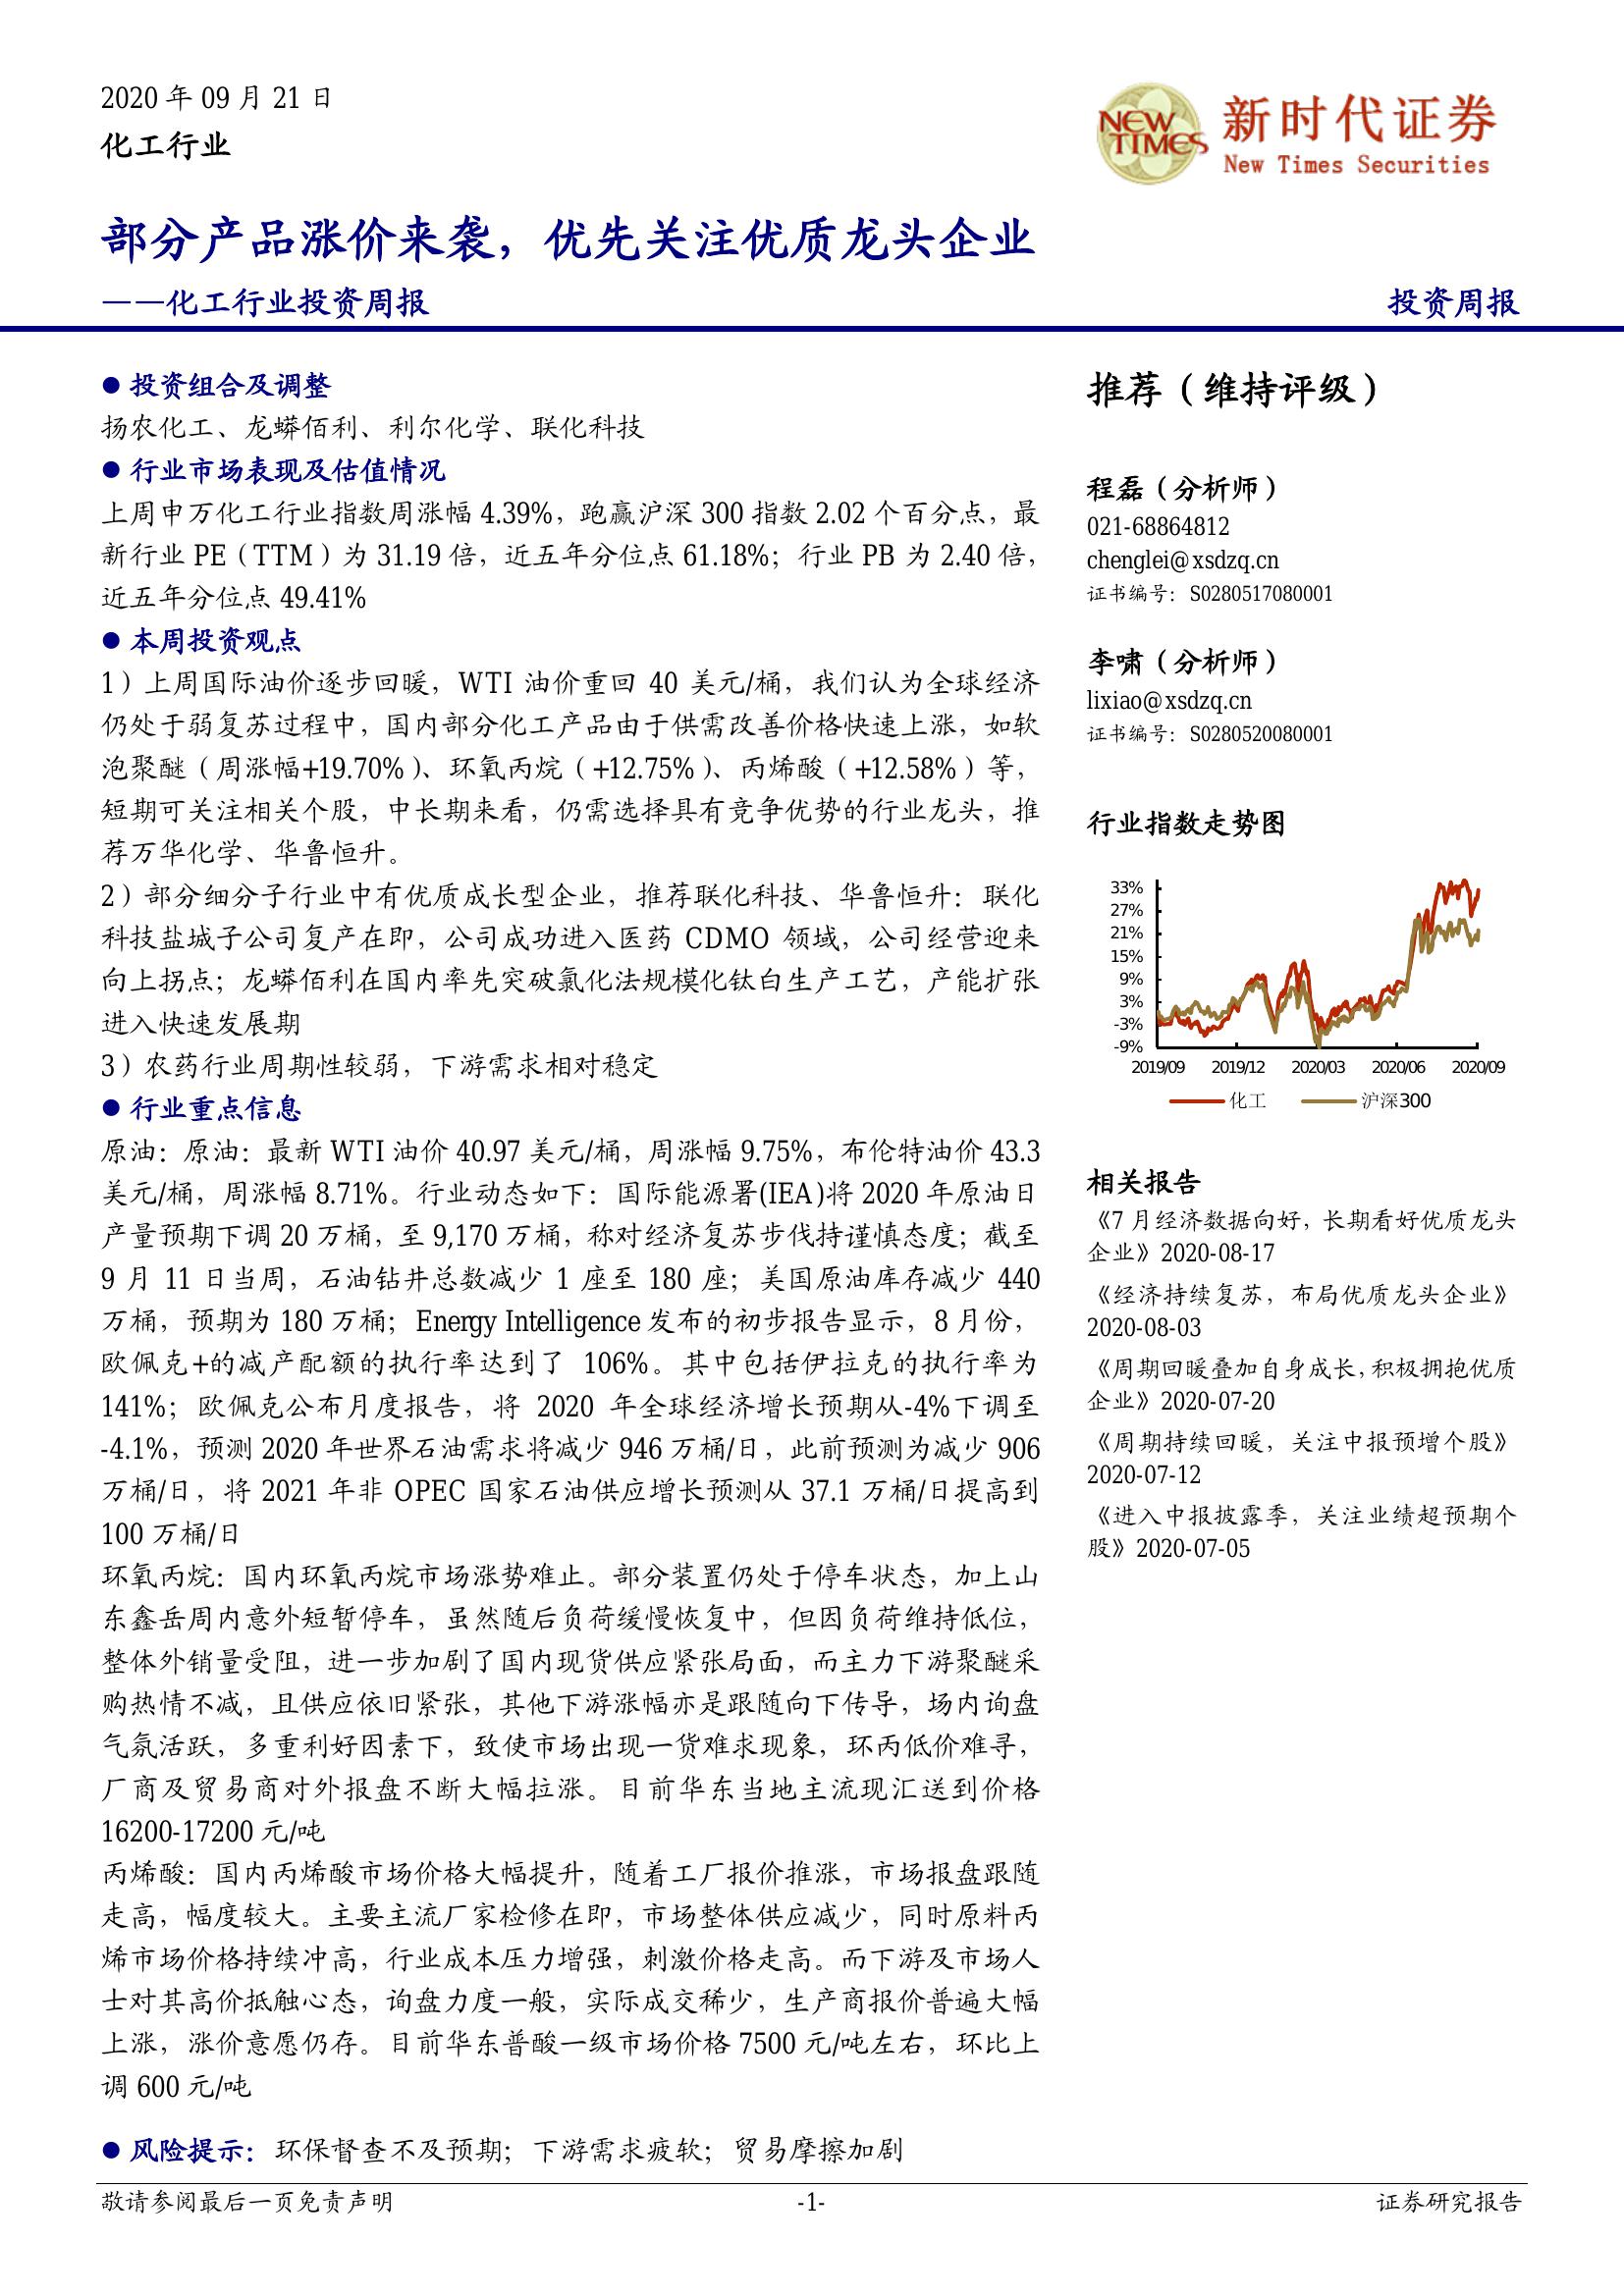 2020 年 09 月 21 日
化工行业
NEW TIMES
新时代证券
New Times Securities
部分产品涨价来袭，优先关注优质龙头企业
——化工行业投资周报
投资周报
● 投资组合及调整
扬农化工、龙蟒佰利、利尔化学、联化科技
● 行业市场表现及估值情况
上周申万化工行业指数周涨幅 4.39%，跑赢沪深 300 指数 2.02 个百分点，最
新行业 PE（TTM）为 31.19 倍，近五年分位点 61.18%；行业 PB 为 2.40 倍，
近五年分位点 49.41%
● 本周投资观点
1）上周国际油价逐步回暖，WTI 油价重回 40 美元/桶，我们认为全球经济
仍处于弱复苏过程中，国内部分化工产品由于供需改善价格快速上涨，如软
泡聚醚（周涨幅+19.70%）、环氧丙烷（+12.75%）、丙烯酸（+12.58%）等，
短期可关注相关个股，中长期来看，仍需选择具有竞争优势的行业龙头，推
荐万华化学、华鲁恒升。
2）部分细分子行业中有优质成长型企业，推荐联化科技、华鲁恒升：联化
科技盐城子公司复产在即，公司成功进入医药 CDMO 领域，公司经营迎来
向上拐点；龙蟒佰利在国内率先突破氯化法规模化钛白生产工艺，产能扩张
进入快速发展期
3）农药行业周期性较弱，下游需求相对稳定
● 行业重点信息
原油：原油：最新 WTI 油价 40.97 美元/桶，周涨幅 9.75%，布伦特油价 43.3
美元/桶，周涨幅 8.71%。行业动态如下：国际能源署(IEA)将 2020 年原油日
产量预期下调 20 万桶，至 9,170 万桶，称对经济复苏步伐持谨慎态度；截至
9 月 11 日当周，石油钻井总数减少 1 座至 180 座；美国原油库存减少 440
万桶，预期为 180 万桶；Energy Intelligence 发布的初步报告显示，8 月份，
欧佩克+的减产配额的执行率达到了 106%。其中包括伊拉克的执行率为
141%；欧佩克公布月度报告，将 2020 年全球经济增长预期从-4%下调至
-4.1%，预测 2020 年世界石油需求将减少 946 万桶/日，此前预测为减少 906
万桶/日，将 2021 年非 OPEC 国家石油供应增长预测从 37.1 万桶/日提高到
100 万桶/日
环氧丙烷：国内环氧丙烷市场涨势难止。部分装置仍处于停车状态，加上山
东鑫岳周内意外短暂停车，虽然随后负荷缓慢恢复中，但因负荷维持低位，
整体外销量受阻，进一步加剧了国内现货供应紧张局面，而主力下游聚醚采
购热情不减，且供应依旧紧张，其他下游涨幅亦是跟随向下传导，场内询盘
气氛活跃，多重利好因素下，致使市场出现一货难求现象，环丙低价难寻，
厂商及贸易商对外报盘不断大幅拉涨。目前华东当地主流现汇送到价格
16200-17200 元/吨
丙烯酸：国内丙烯酸市场价格大幅提升，随着工厂报价推涨，市场报盘跟随
走高，幅度较大。主要主流厂家检修在即，市场整体供应减少，同时原料丙
烯市场价格持续冲高，行业成本压力增强，刺激价格走高。而下游及市场人
士对其高价抵触心态，询盘力度一般，实际成交稀少，生产商报价普遍大幅
上涨，涨价意愿仍存。目前华东普酸一级市场价格 7500 元/吨左右，环比上
调 600 元/吨
● 风险提示：环保督查不及预期；下游需求疲软；贸易摩擦加剧
推荐（维持评级）
程磊（分析师）
021-68864812
chenglei@xsdzq.cn
证书编号：S0280517080001
李啸（分析师）
lixiao@xsdzq.cn
证书编号：S0280520080001
行业指数走势图
33%
27%
21%
15%
9%
3%
-3%
-9%
2019/09 2019/12 2020/03 2020/06 2020/09
化工 沪深300
相关报告
《7 月经济数据向好，长期看好优质龙头
企业》2020-08-17
《经济持续复苏，布局优质龙头企业》
2020-08-03
《周期回暖叠加自身成长，积极拥抱优质
企业》2020-07-20
《周期持续回暖，关注中报预增个股》
2020-07-12
《进入中报披露季，关注业绩超预期个
股》2020-07-05
敬请参阅最后一页免责声明
-1-
证券研究报告